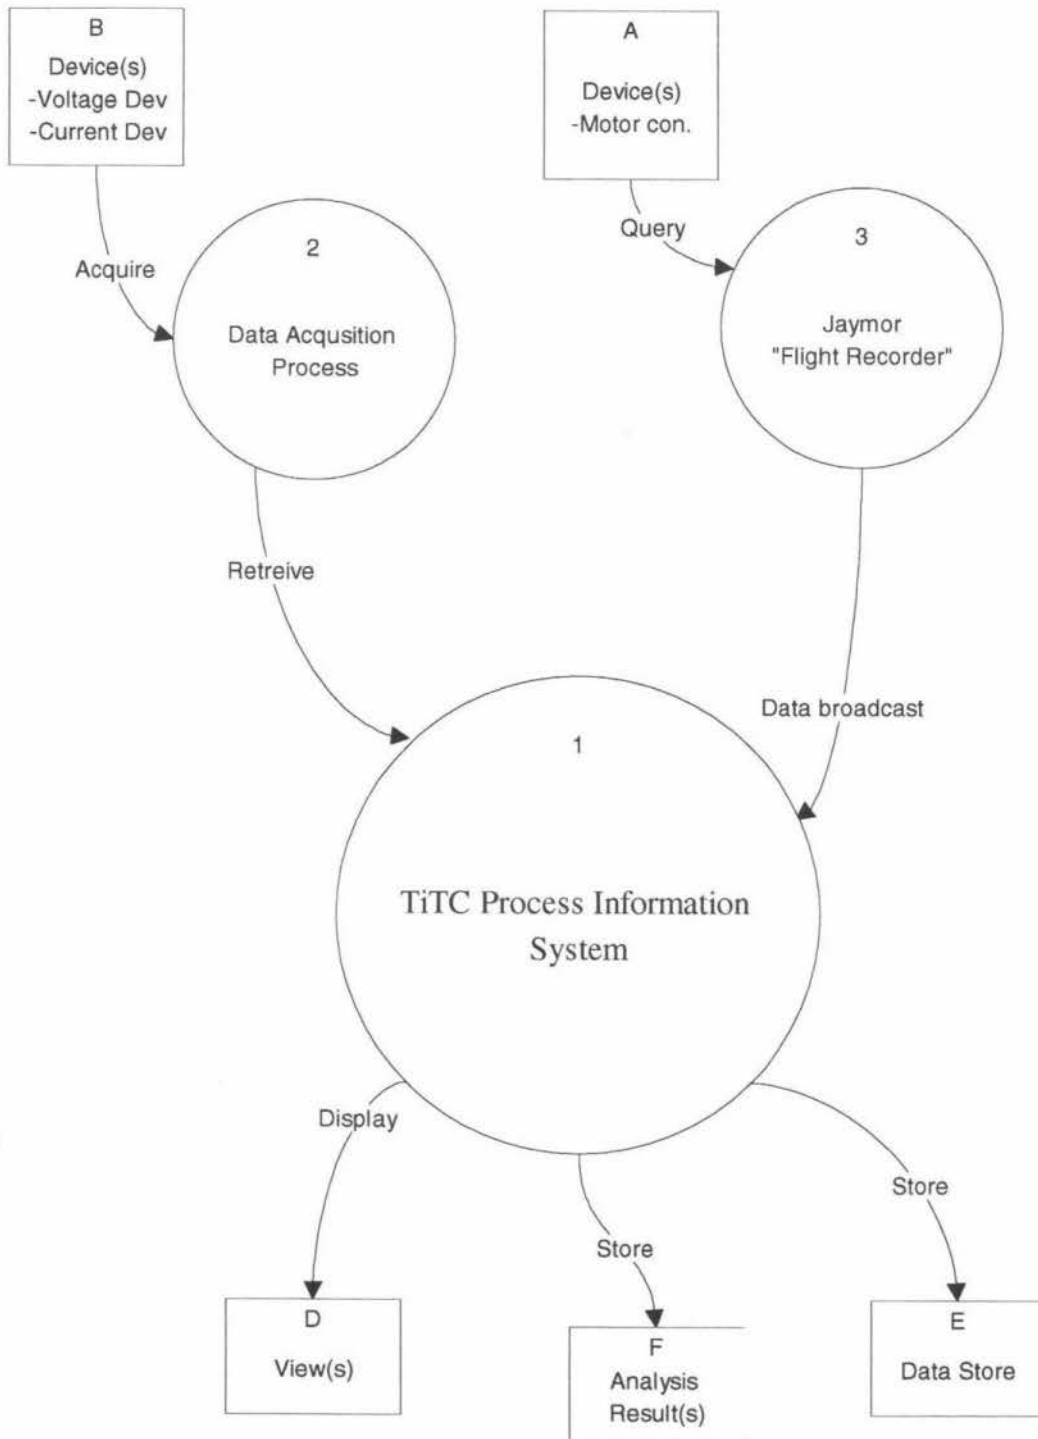 B
Device(s)
-Voltage Dev
-Current Dev
A
Device(s)
-Motor con.
Query
Acquire
2
Data Acqusition
Process
3
Jaymor
"Flight Recorder"
Retreive
Data broadcast
1
TiTC Process Information
System
Display
Store
Store
D
View(s)
F
Analysis
Result(s)
E
Data Store